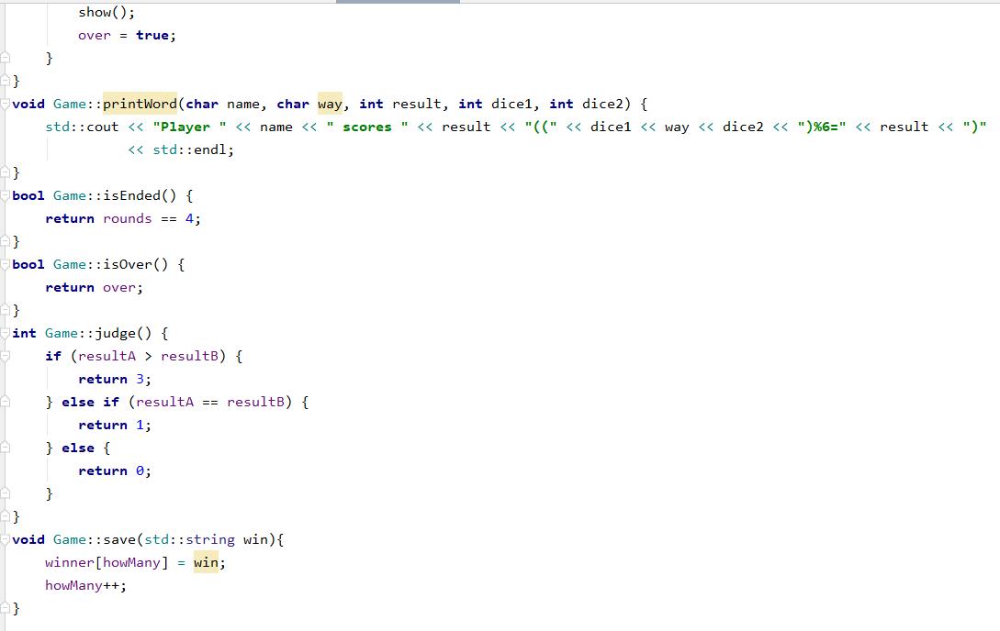 show();
        over = true;
    }
}
void Game::printWord(char name, char way, int result, int dice1, int dice2) {
    std::cout << "Player " << name << " scores " << result << "((" << dice1 << way << dice2 << ")%6=" << result << ")"
              << std::endl;
}
bool Game::isEnded() {
    return rounds == 4;
}
bool Game::isOver() {
    return over;
}
int Game::judge() {
    if (resultA > resultB) {
        return 3;
    } else if (resultA == resultB) {
        return 1;
    } else {
        return 0;
    }
}
void Game::save(std::string win){
    winner[howMany] = win;
    howMany++;
}